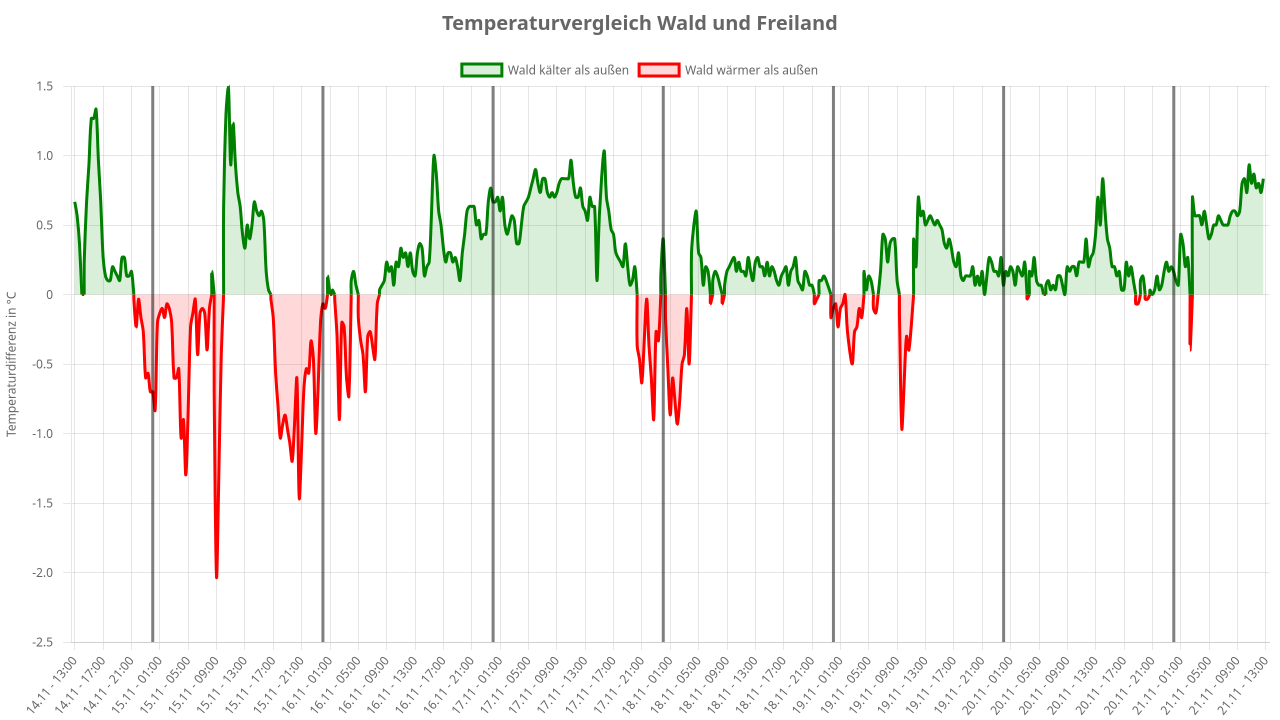 Temperaturvergleich Wald und Freiland
Wald kälter als außen
Wald wärmer als außen
Temperaturdifferenz in °C
1.5
1.0
0.5
0
-0.5
-1.0
-1.5
-2.0
-2.5
14.11 - 13:00
14.11 - 17:00
14.11 - 21:00
15.11 - 01:00
15.11 - 05:00
15.11 - 09:00
15.11 - 13:00
15.11 - 17:00
15.11 - 21:00
16.11 - 01:00
16.11 - 05:00
16.11 - 09:00
16.11 - 13:00
16.11 - 17:00
16.11 - 21:00
17.11 - 01:00
17.11 - 05:00
17.11 - 09:00
17.11 - 13:00
17.11 - 17:00
17.11 - 21:00
18.11 - 01:00
18.11 - 05:00
18.11 - 09:00
18.11 - 13:00
18.11 - 17:00
18.11 - 21:00
19.11 - 01:00
19.11 - 05:00
19.11 - 09:00
19.11 - 13:00
19.11 - 17:00
19.11 - 21:00
20.11 - 01:00
20.11 - 05:00
20.11 - 09:00
20.11 - 13:00
20.11 - 17:00
20.11 - 21:00
21.11 - 01:00
21.11 - 05:00
21.11 - 09:00
21.11 - 13:00